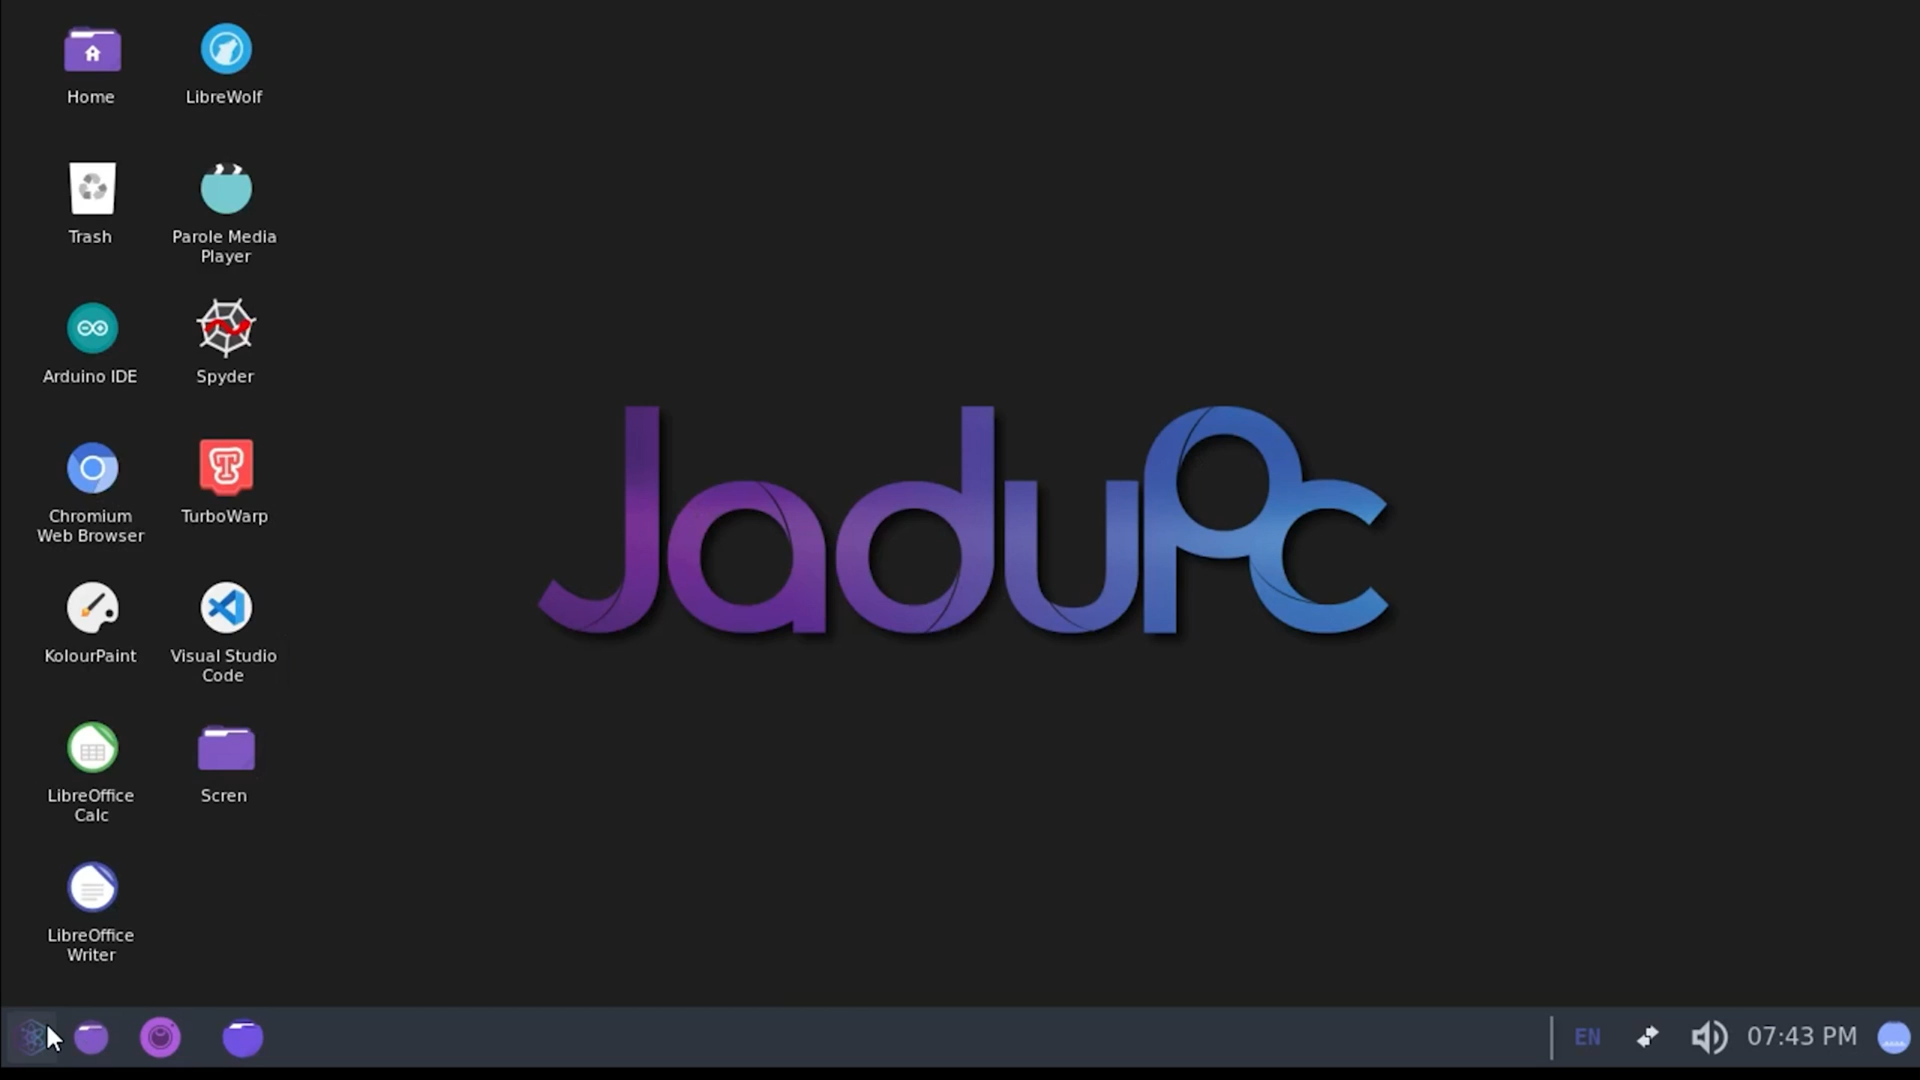 Home
LibreWolf
Trash
Parole Media
Player
Arduino IDE
Spyder
Chromium
Web Browser
TurboWarp
KolourPaint
Visual Studio
Code
LibreOffice
Calc
Scren
LibreOffice
Writer
JaduPc
EN
07:43 PM